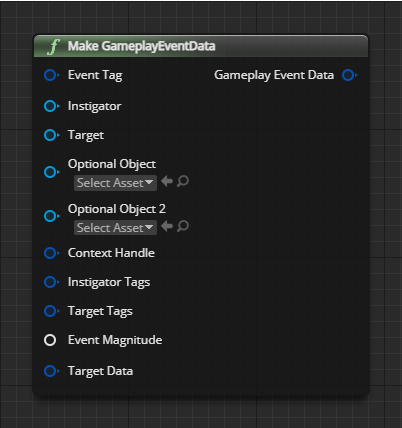 f Make GameplayEventData
Event Tag Gameplay Event Data
Instigator
Target
Optional Object
Select Asset
Optional Object 2
Select Asset
Context Handle
Instigator Tags
Target Tags
Event Magnitude
Target Data